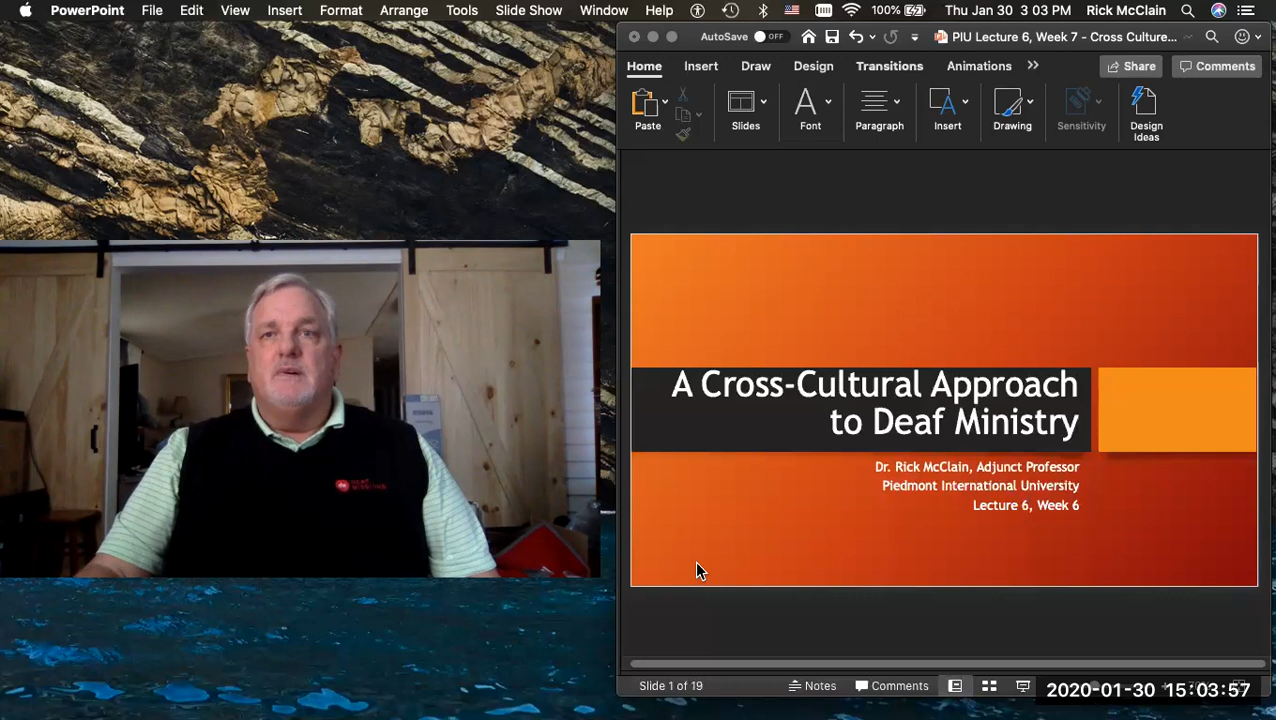 PowerPoint File Edit View Insert Format Arrange Tools Slide Show Window Help 100% Thu Jan 30 3:03 PM Rick McClain
AutoSave OFF PIU Lecture 6, Week 7 - Cross Culture...
Home Insert Draw Design Transitions Animations >> Share Comments
Paste Slides Font Paragraph Insert Drawing Sensitivity Design Ideas
A Cross-Cultural Approach
to Deaf Ministry
Dr. Rick McClain, Adjunct Professor
Piedmont International University
Lecture 6, Week 6
Slide 1 of 19 Notes Comments
2020-01-30 15:03:57